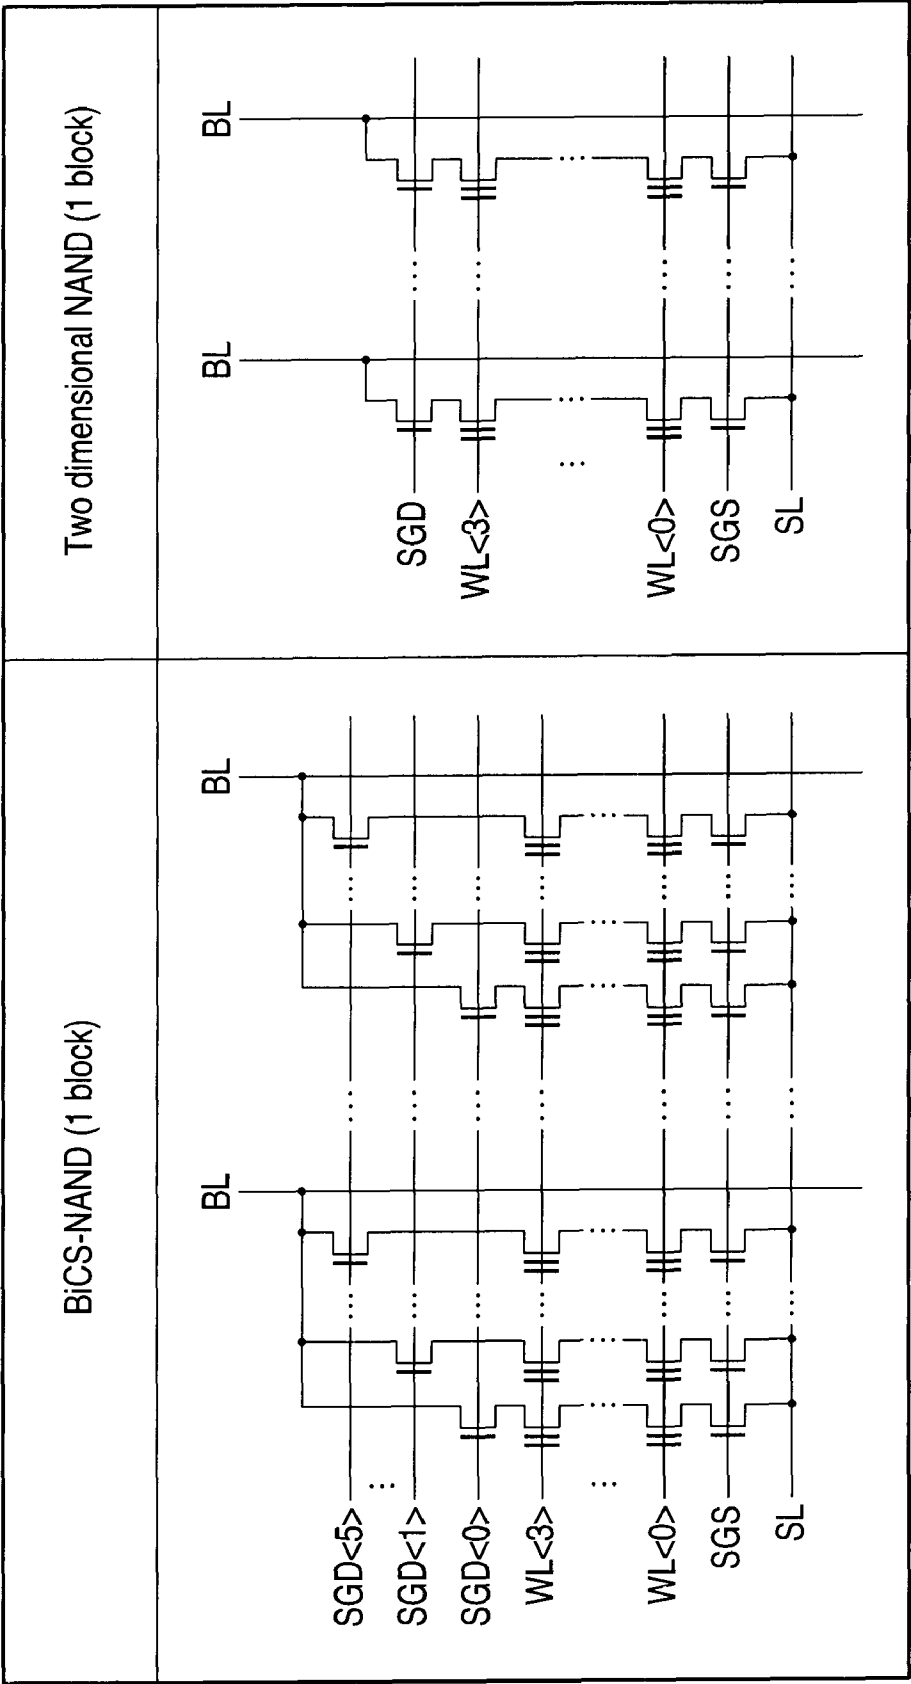 BiCS-NAND (1 block)
BL
BL
SGD<5>
...
SGD<1>
SGD<0>
WL<3>
...
WL<0>
SGS
SL
Two dimensional NAND (1 block)
BL
BL
SGD
WL<3>
...
WL<0>
SGS
SL